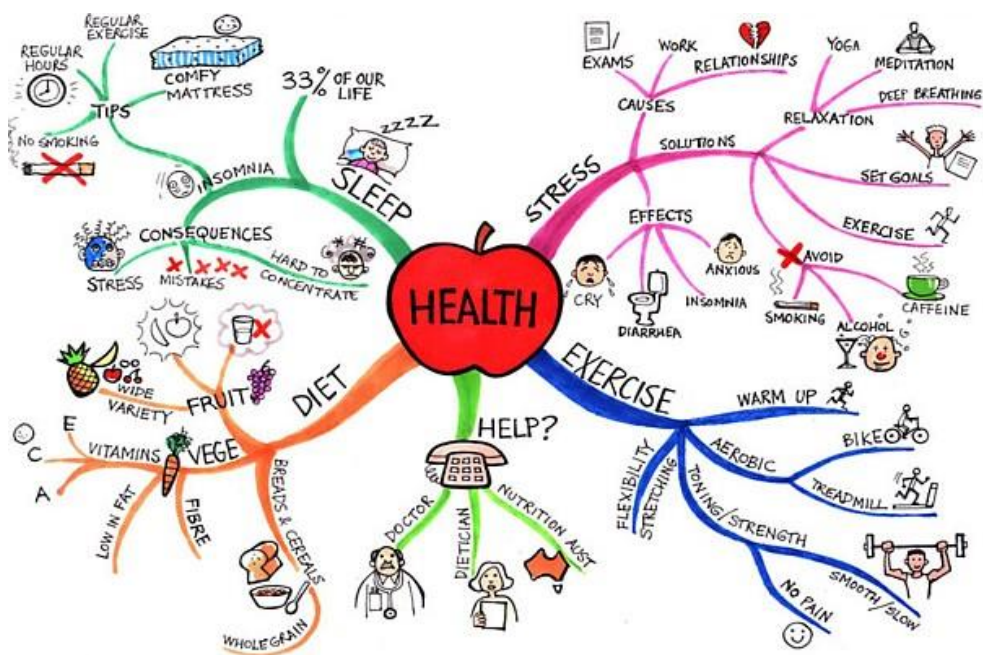 HEALTH
SLEEP
33% OF OUR
LIFE
zzzz
INSOMNIA
TIPS
REGULAR
HOURS
REGULAR
EXERCISE
COMFY
MATTRESS
NO SMOKING
CONSEQUENCES
STRESS
MISTAKES
HARD TO
CONCENTRATE
STRESS
CAUSES
EXAMS
WORK
RELATIONSHIPS
SOLUTIONS
RELAXATION
YOGA
MEDITATION
DEEP BREATHING
SET GOALS
EXERCISE
AVOID
SMOKING
ALCOHOL
CAFFEINE
EFFECTS
CRY
DIARRHEA
INSOMNIA
ANXIOUS
EXERCISE
WARM UP
AEROBIC
BIKE
TREADMILL
TONING/STRENGTH
SMOOTH/SLOW
NO PAIN
FLEXIBILITY
STRETCHING
HELP?
DOCTOR
DIETICIAN
NUTRITION AUST
DIET
FRUIT
WIDE
VARIETY
VEGE
VITAMINS
E
C
A
LOW IN FAT
FIBRE
BREADS & CEREALS
WHOLEGRAIN